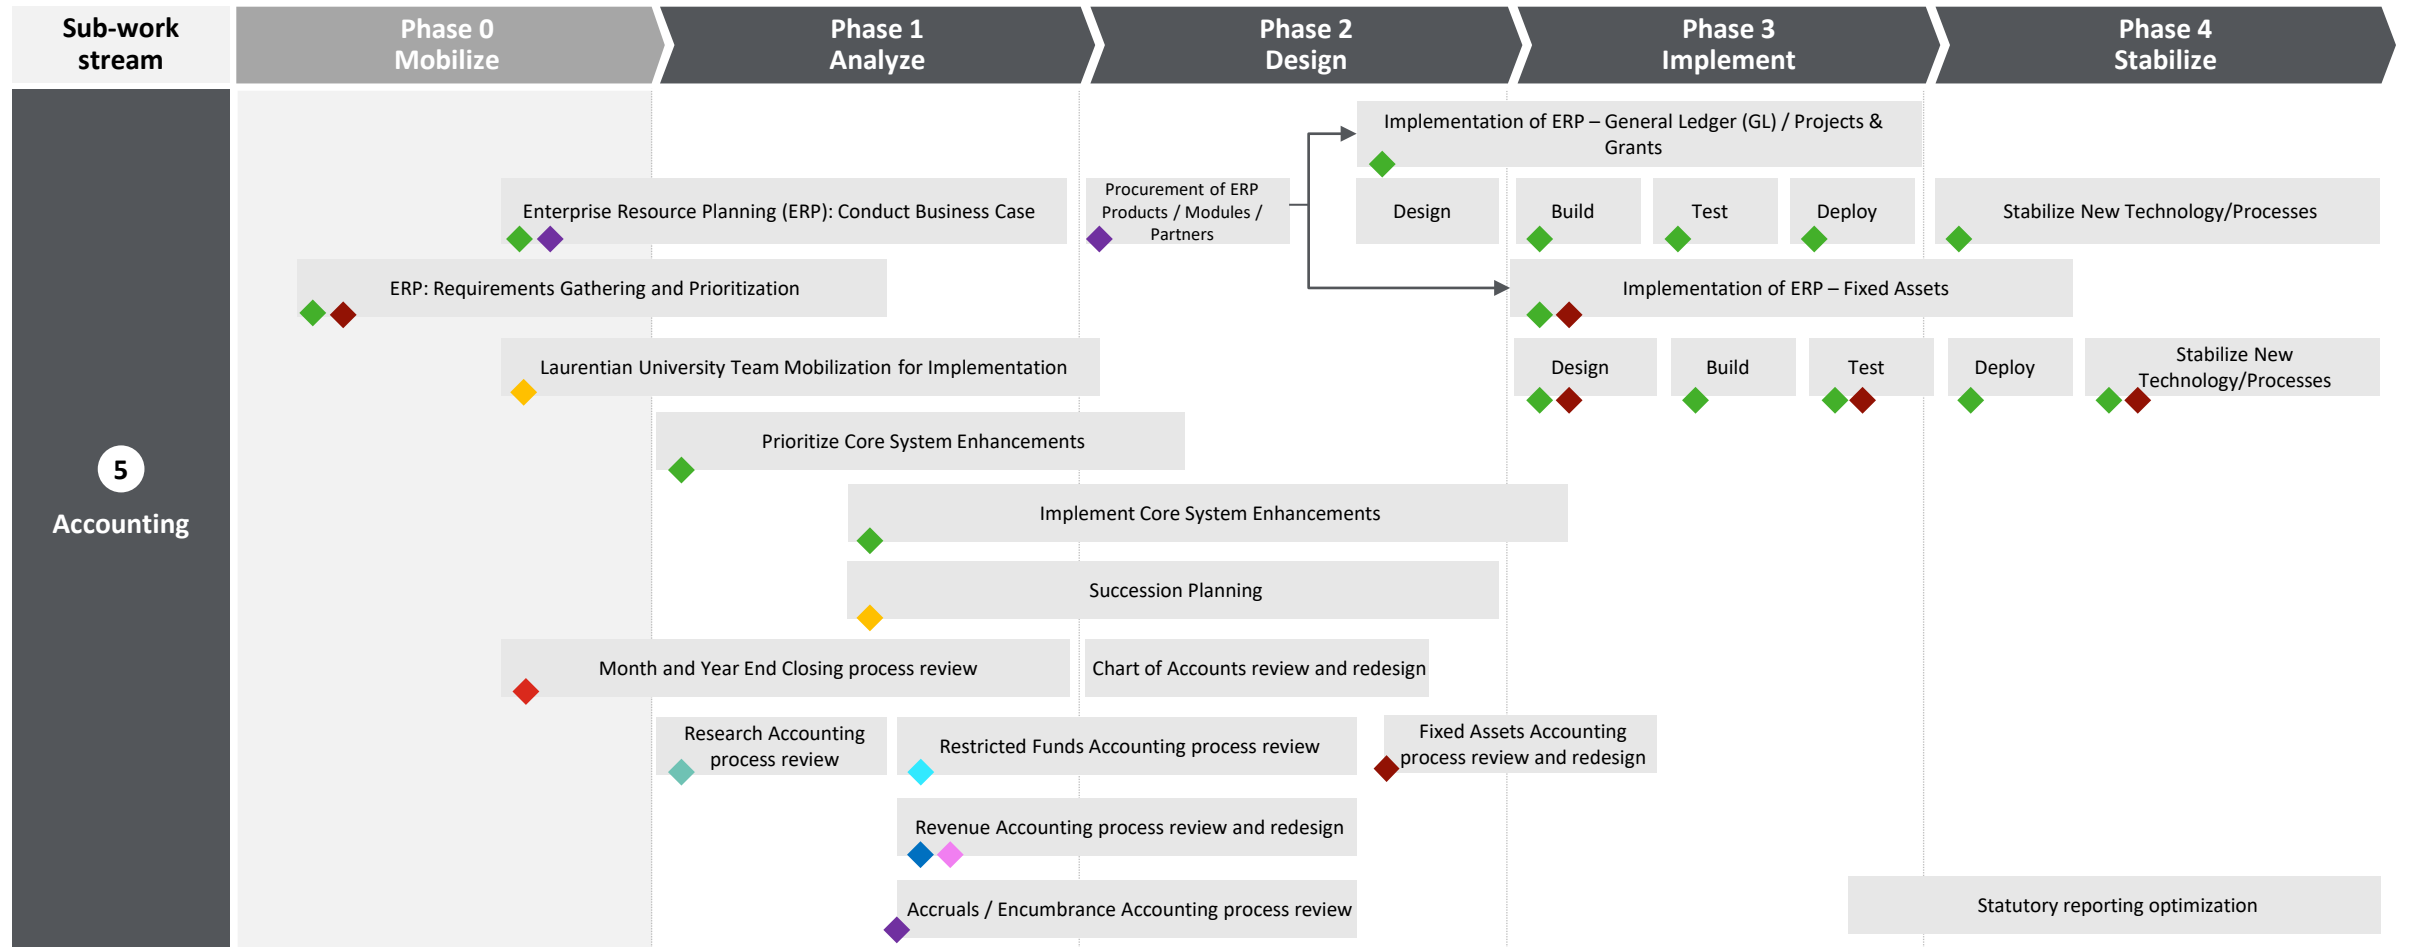 Sub-work
stream
Phase 0
Mobilize
Phase 1
Analyze
Phase 2
Design
Phase 3
Implement
Phase 4
Stabilize
5
Accounting
Implementation of ERP – General Ledger (GL) / Projects &
Grants
Enterprise Resource Planning (ERP): Conduct Business Case
Procurement of ERP
Products / Modules /
Partners
Design
Build
Test
Deploy
Stabilize New Technology/Processes
ERP: Requirements Gathering and Prioritization
Implementation of ERP – Fixed Assets
Laurentian University Team Mobilization for Implementation
Design
Build
Test
Deploy
Stabilize New
Technology/Processes
Prioritize Core System Enhancements
Implement Core System Enhancements
Succession Planning
Month and Year End Closing process review
Chart of Accounts review and redesign
Research Accounting
process review
Restricted Funds Accounting process review
Fixed Assets Accounting
process review and redesign
Revenue Accounting process review and redesign
Accruals / Encumbrance Accounting process review
Statutory reporting optimization